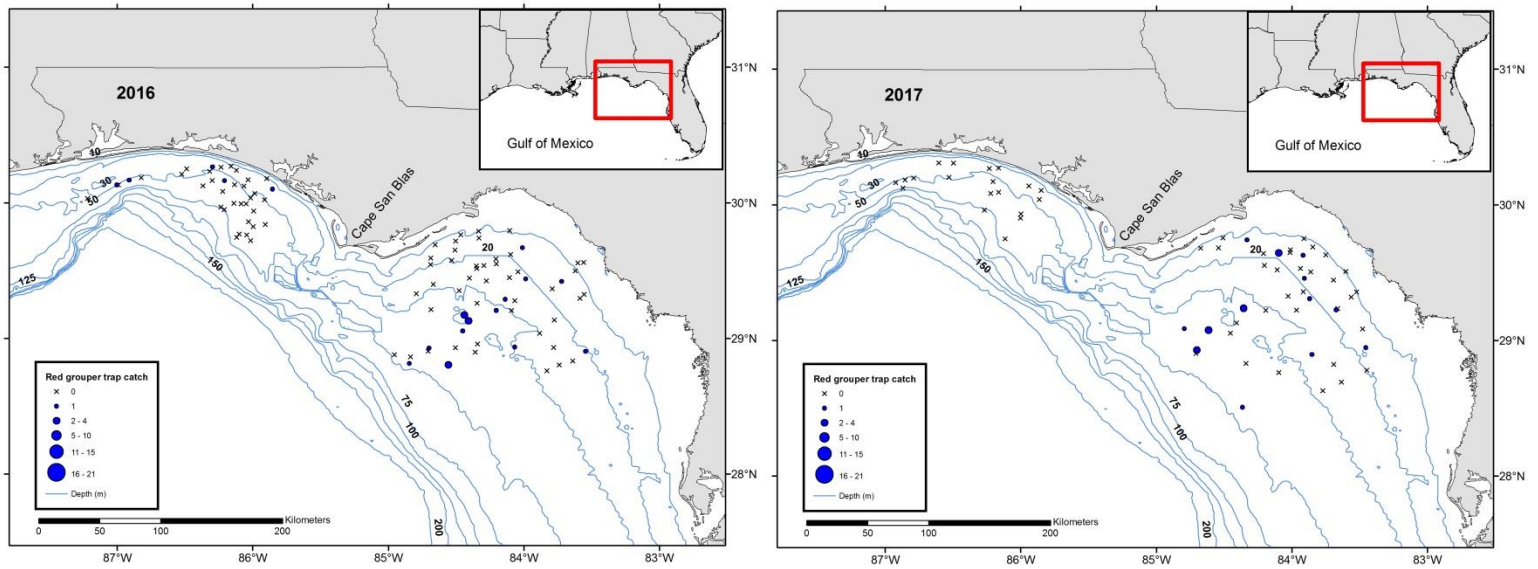 2016
Gulf of Mexico
31°N
30°N
29°N
28°N
10
30
50
125
150
Cape San Blas
20
75
100
200
Red grouper trap catch
0
1
2 - 4
5 - 10
11 - 15
16 - 21
Depth (m)
Kilometers
0 50 100 200
87°W 86°W 85°W 84°W 83°W
2017
Gulf of Mexico
31°N
30°N
29°N
28°N
10
30
50
125
150
Cape San Blas
20
75
100
200
Red grouper trap catch
0
1
2 - 4
5 - 10
11 - 15
16 - 21
Depth (m)
Kilometers
0 50 100 200
87°W 86°W 85°W 84°W 83°W